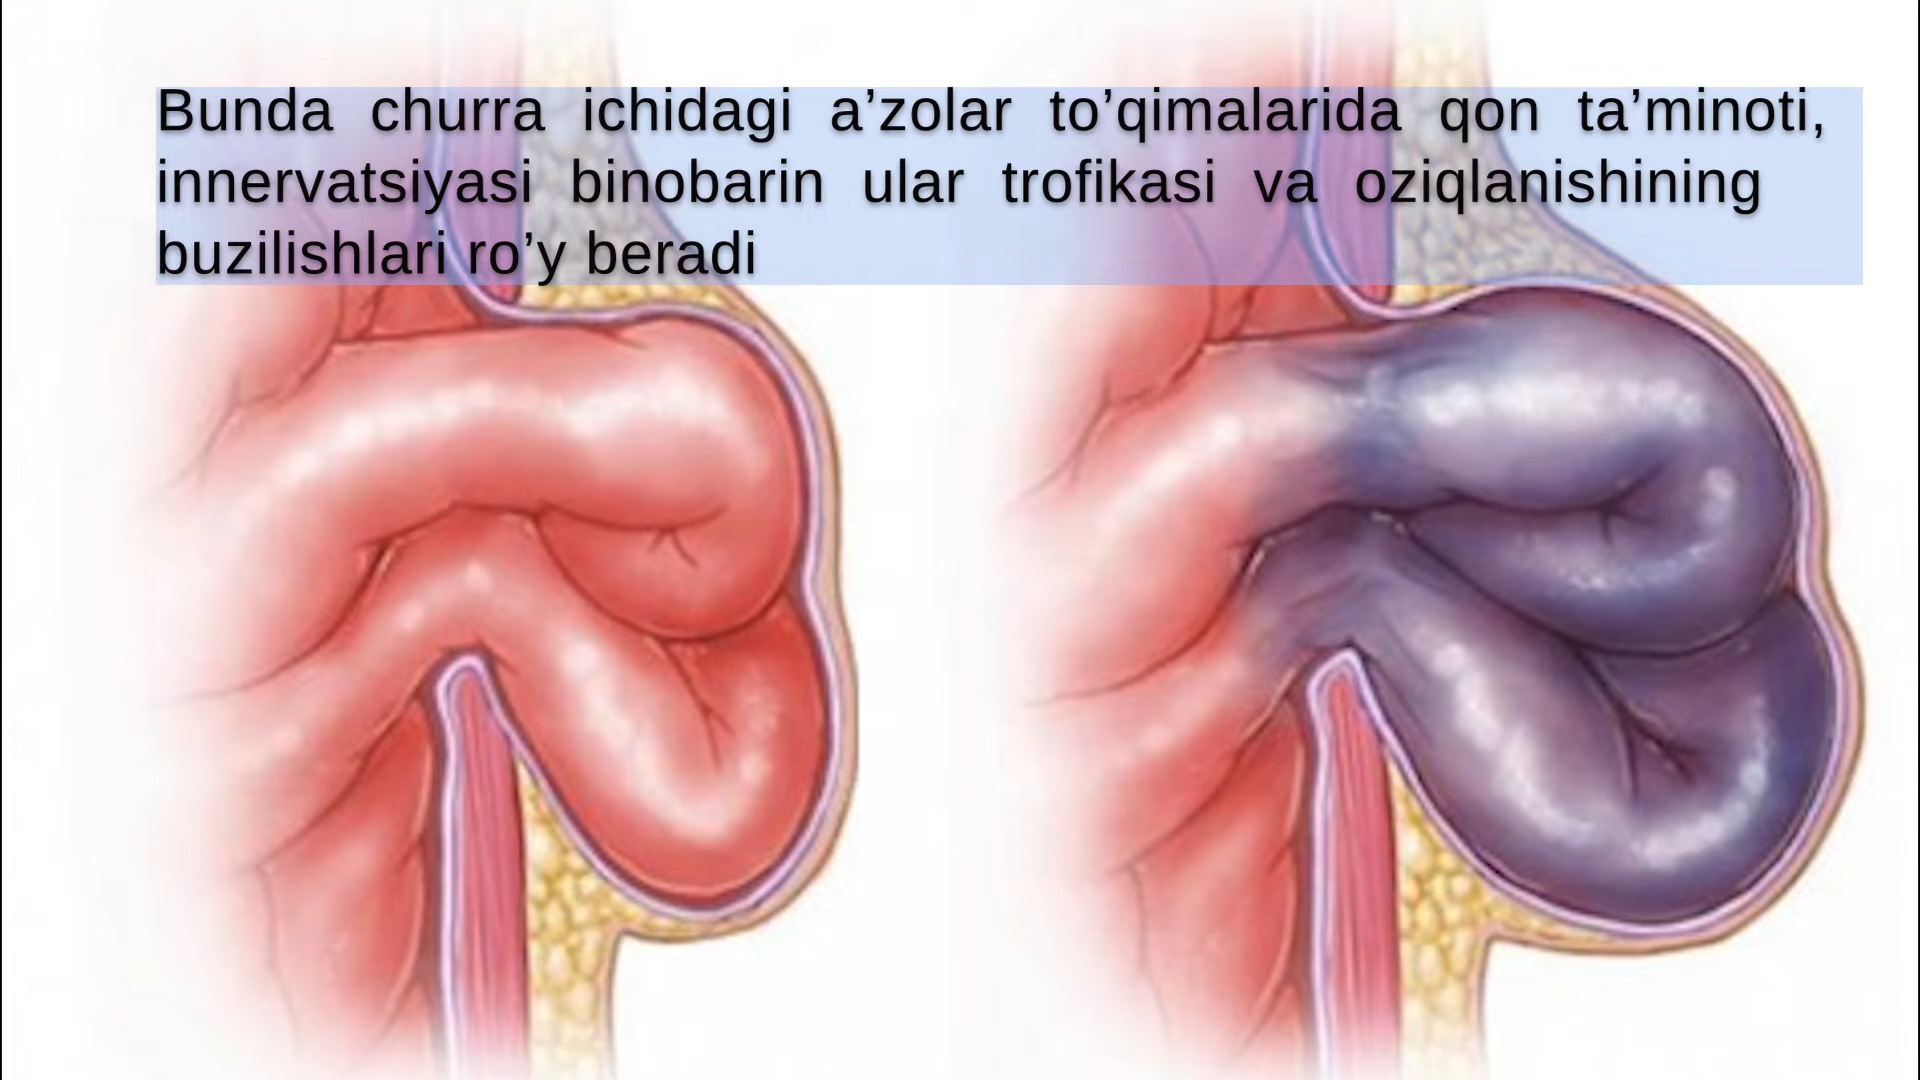 Bunda churra ichidagi a’zolar to’qimalarida qon ta’minoti,
innervatsiyasi binobarin ular trofikasi va oziqlanishining
buzilishlari ro’y beradi